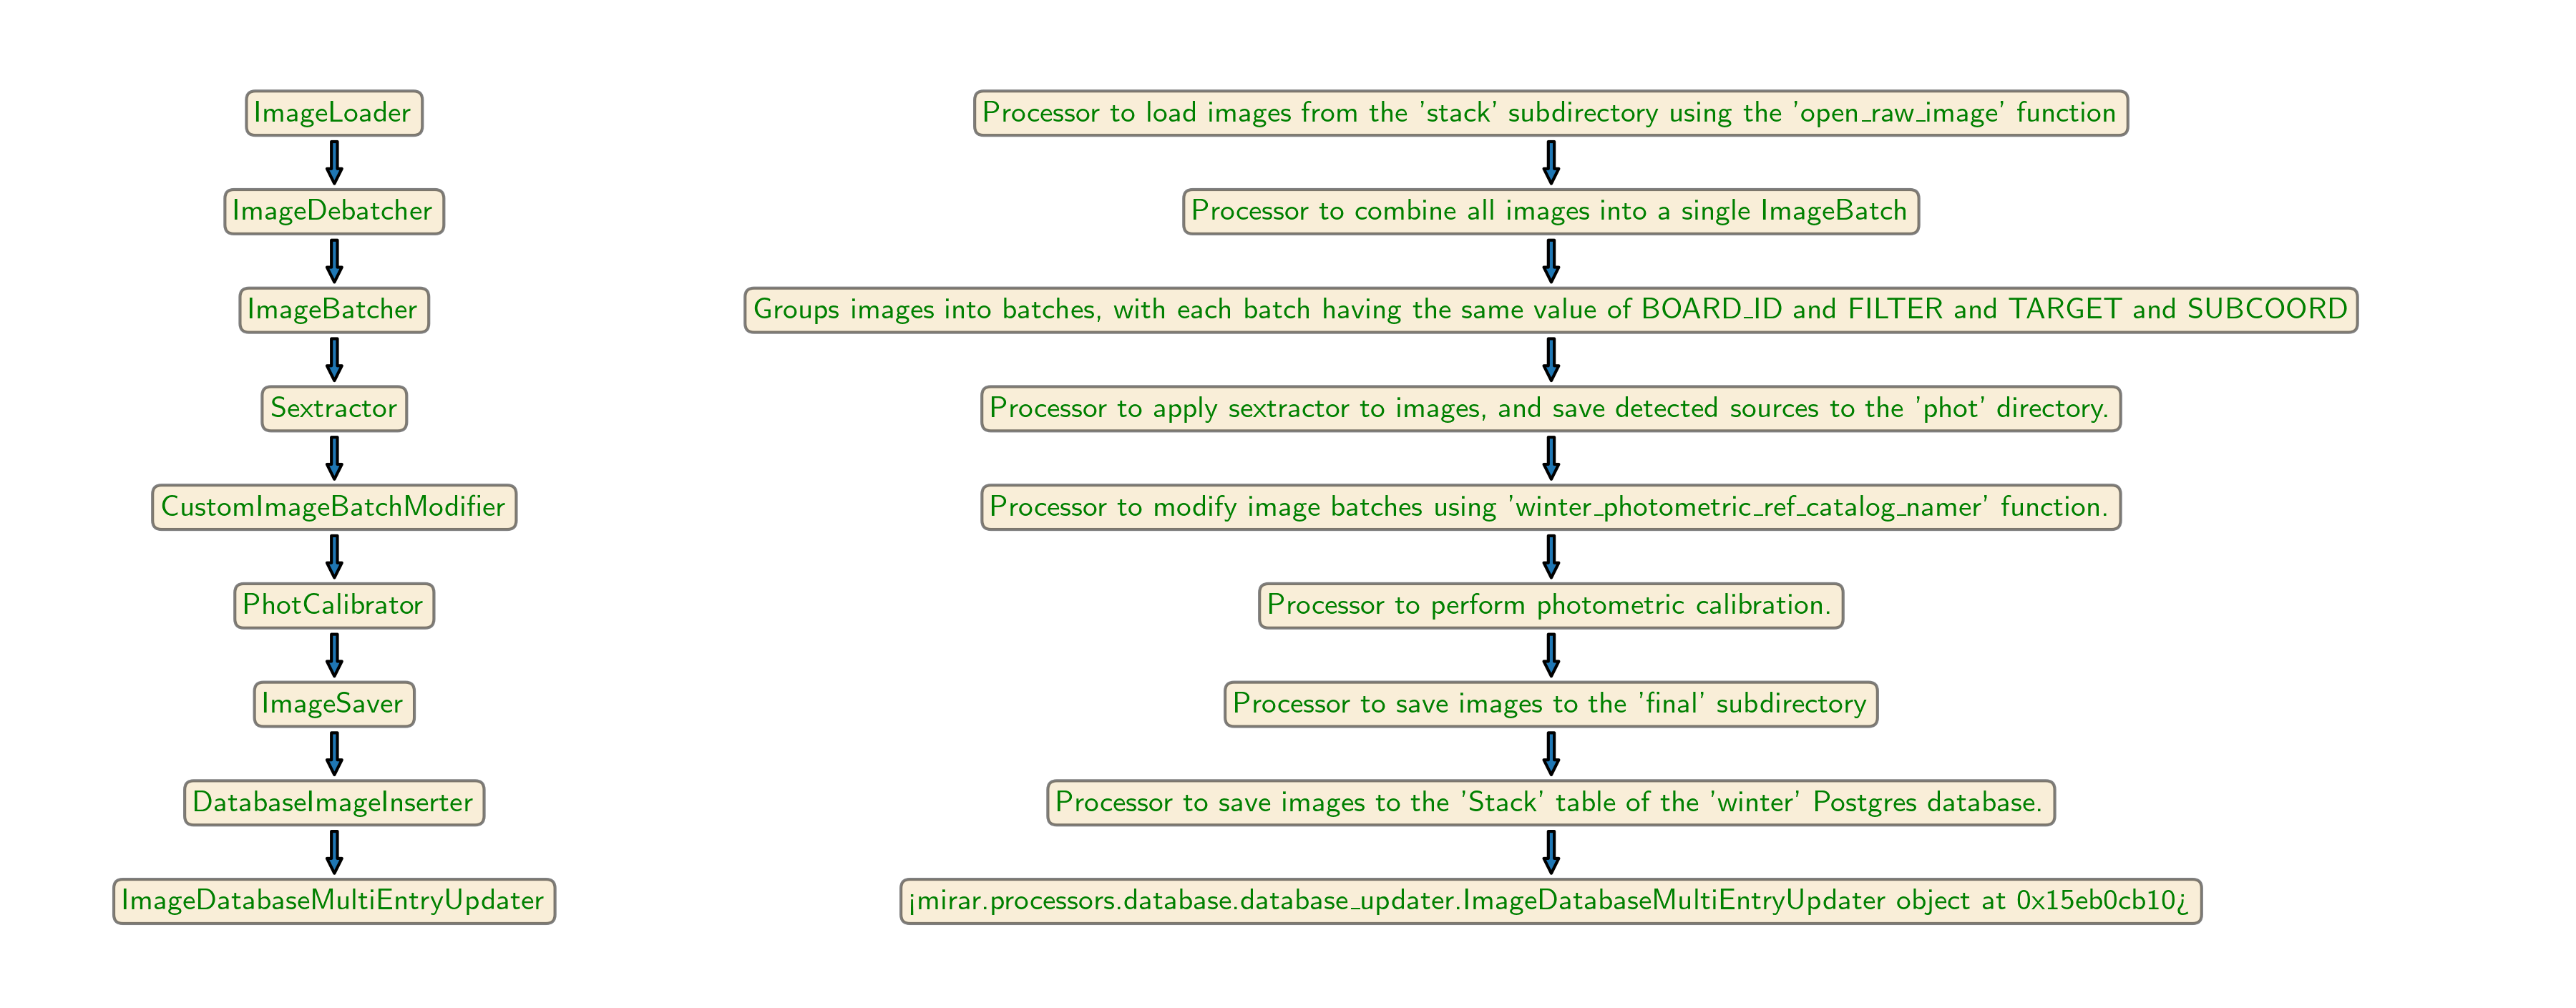 ImageLoader
Processor to load images from the 'stack' subdirectory using the 'open_raw_image' function
ImageDebatcher
Processor to combine all images into a single ImageBatch
ImageBatcher
Groups images into batches, with each batch having the same value of BOARD_ID and FILTER and TARGET and SUBCOORD
Sextractor
Processor to apply sextractor to images, and save detected sources to the 'phot' directory.
CustomImageBatchModifier
Processor to modify image batches using 'winter_photometric_ref_catalog_namer' function.
PhotCalibrator
Processor to perform photometric calibration.
ImageSaver
Processor to save images to the 'final' subdirectory
DatabaseImageInserter
Processor to save images to the 'Stack' table of the 'winter' Postgres database.
ImageDatabaseMultiEntryUpdater
¡mirar.processors.database.database_updater.ImageDatabaseMultiEntryUpdater object at 0x15eb0cb10¿